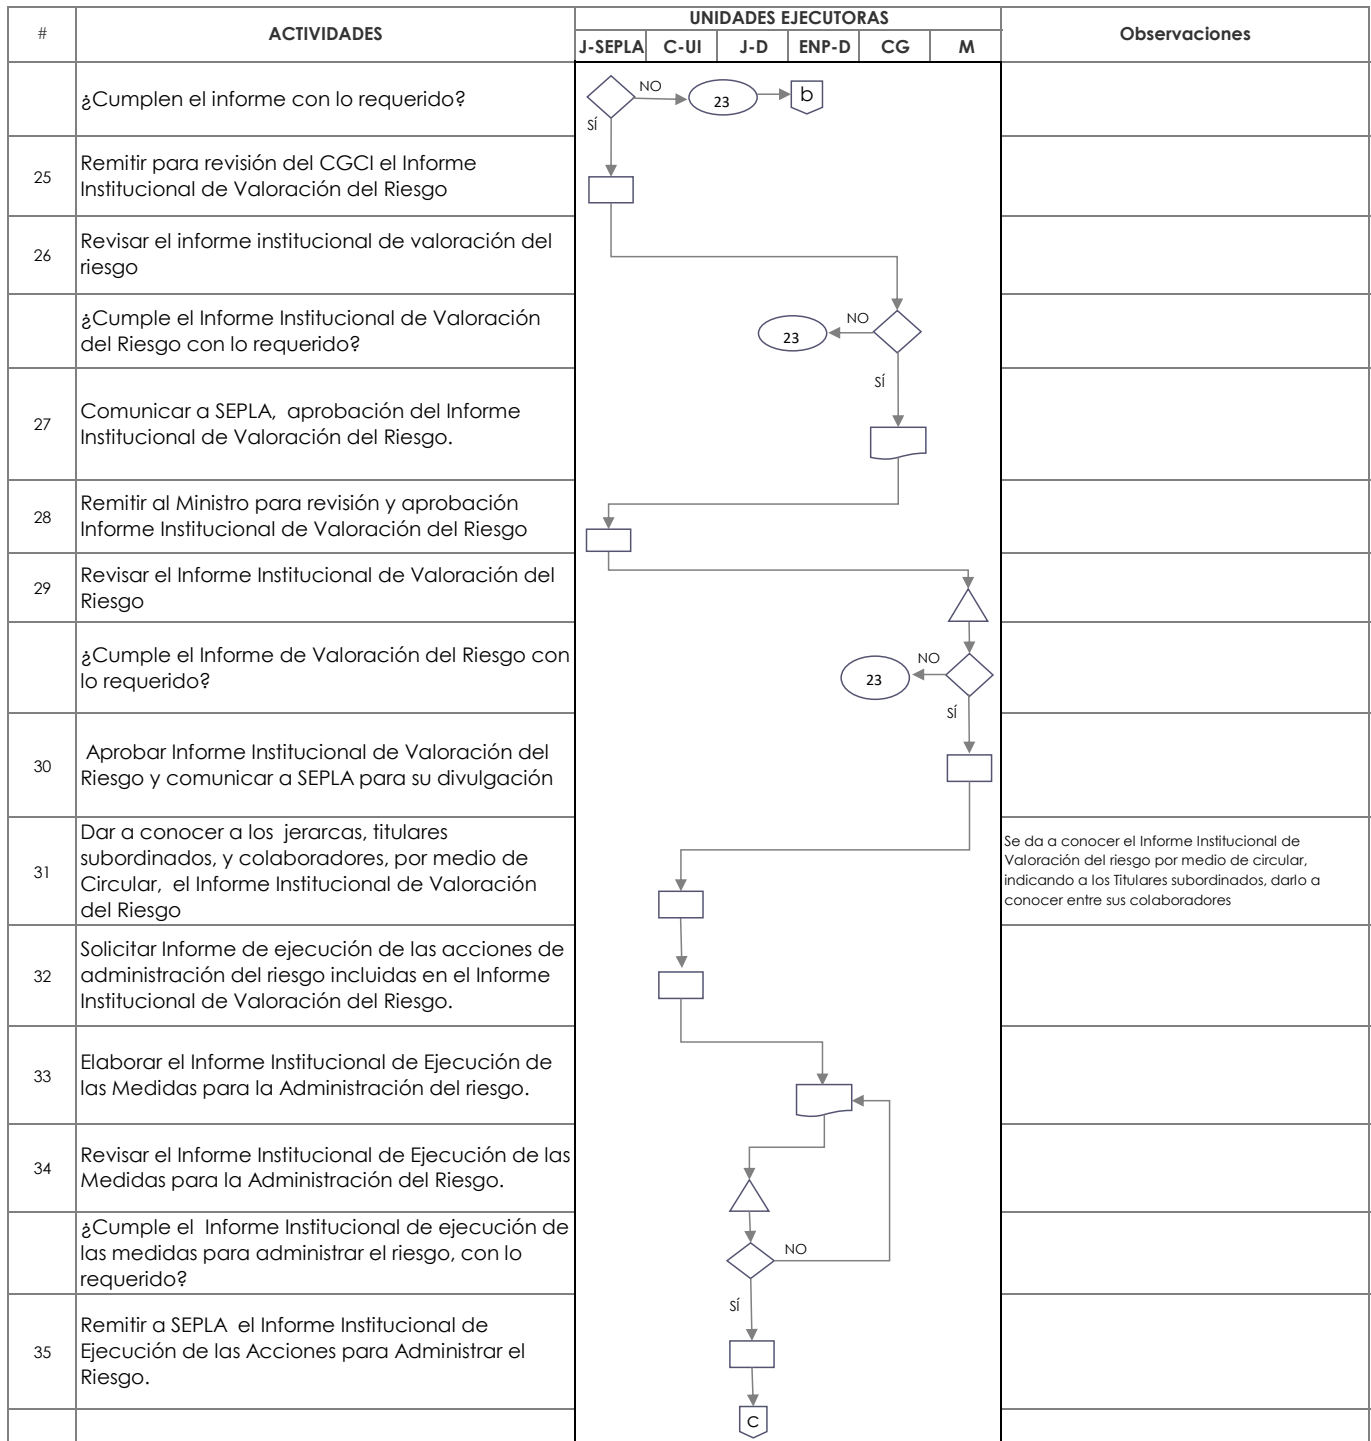 # ACTIVIDADES UNIDADES EJECUTORAS Observaciones
J-SEPLA C-UI J-D ENP-D CG M
¿Cumplen el informe con lo requerido?
NO 23 b
SÍ
25 Remitir para revisión del CGCI el Informe
Institucional de Valoración del Riesgo
26 Revisar el informe institucional de valoración del
riesgo
¿Cumple el Informe Institucional de Valoración
del Riesgo con lo requerido?
23 NO
SÍ
27 Comunicar a SEPLA, aprobación del Informe
Institucional de Valoración del Riesgo.
28 Remitir al Ministro para revisión y aprobación
Informe Institucional de Valoración del Riesgo
29 Revisar el Informe Institucional de Valoración del
Riesgo
¿Cumple el Informe de Valoración del Riesgo con
lo requerido?
23 NO
SÍ
30 Aprobar Informe Institucional de Valoración del
Riesgo y comunicar a SEPLA para su divulgación
31 Dar a conocer a los jerarcas, titulares
subordinados, y colaboradores, por medio de
Circular, el Informe Institucional de Valoración
del Riesgo
Se da a conocer el Informe Institucional de
Valoración del riesgo por medio de circular,
indicando a los Titulares subordinados, darlo a
conocer entre sus colaboradores
32 Solicitar Informe de ejecución de las acciones de
administración del riesgo incluidas en el Informe
Institucional de Valoración del Riesgo.
33 Elaborar el Informe Institucional de Ejecución de
las Medidas para la Administración del riesgo.
34 Revisar el Informe Institucional de Ejecución de las
Medidas para la Administración del Riesgo.
¿Cumple el Informe Institucional de ejecución de
las medidas para administrar el riesgo, con lo
requerido?
NO
SÍ
35 Remitir a SEPLA el Informe Institucional de
Ejecución de las Acciones para Administrar el
Riesgo.
C